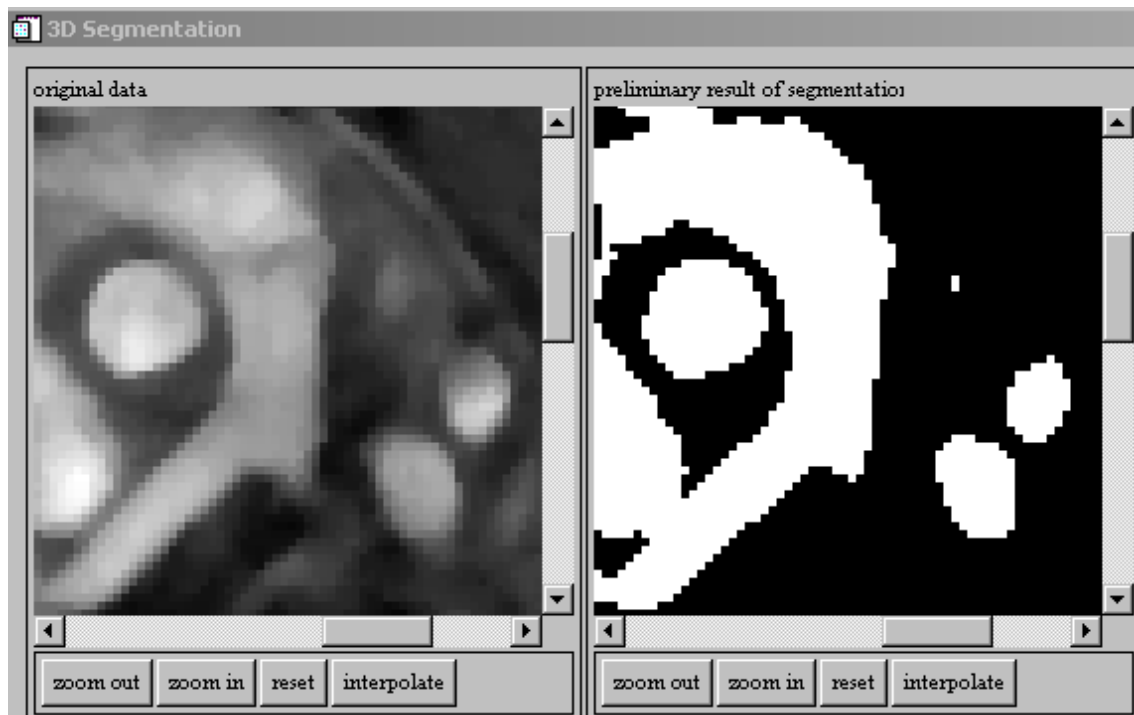 3D Segmentation
original data
preliminary result of segmentation
zoom out zoom in reset interpolate
zoom out zoom in reset interpolate